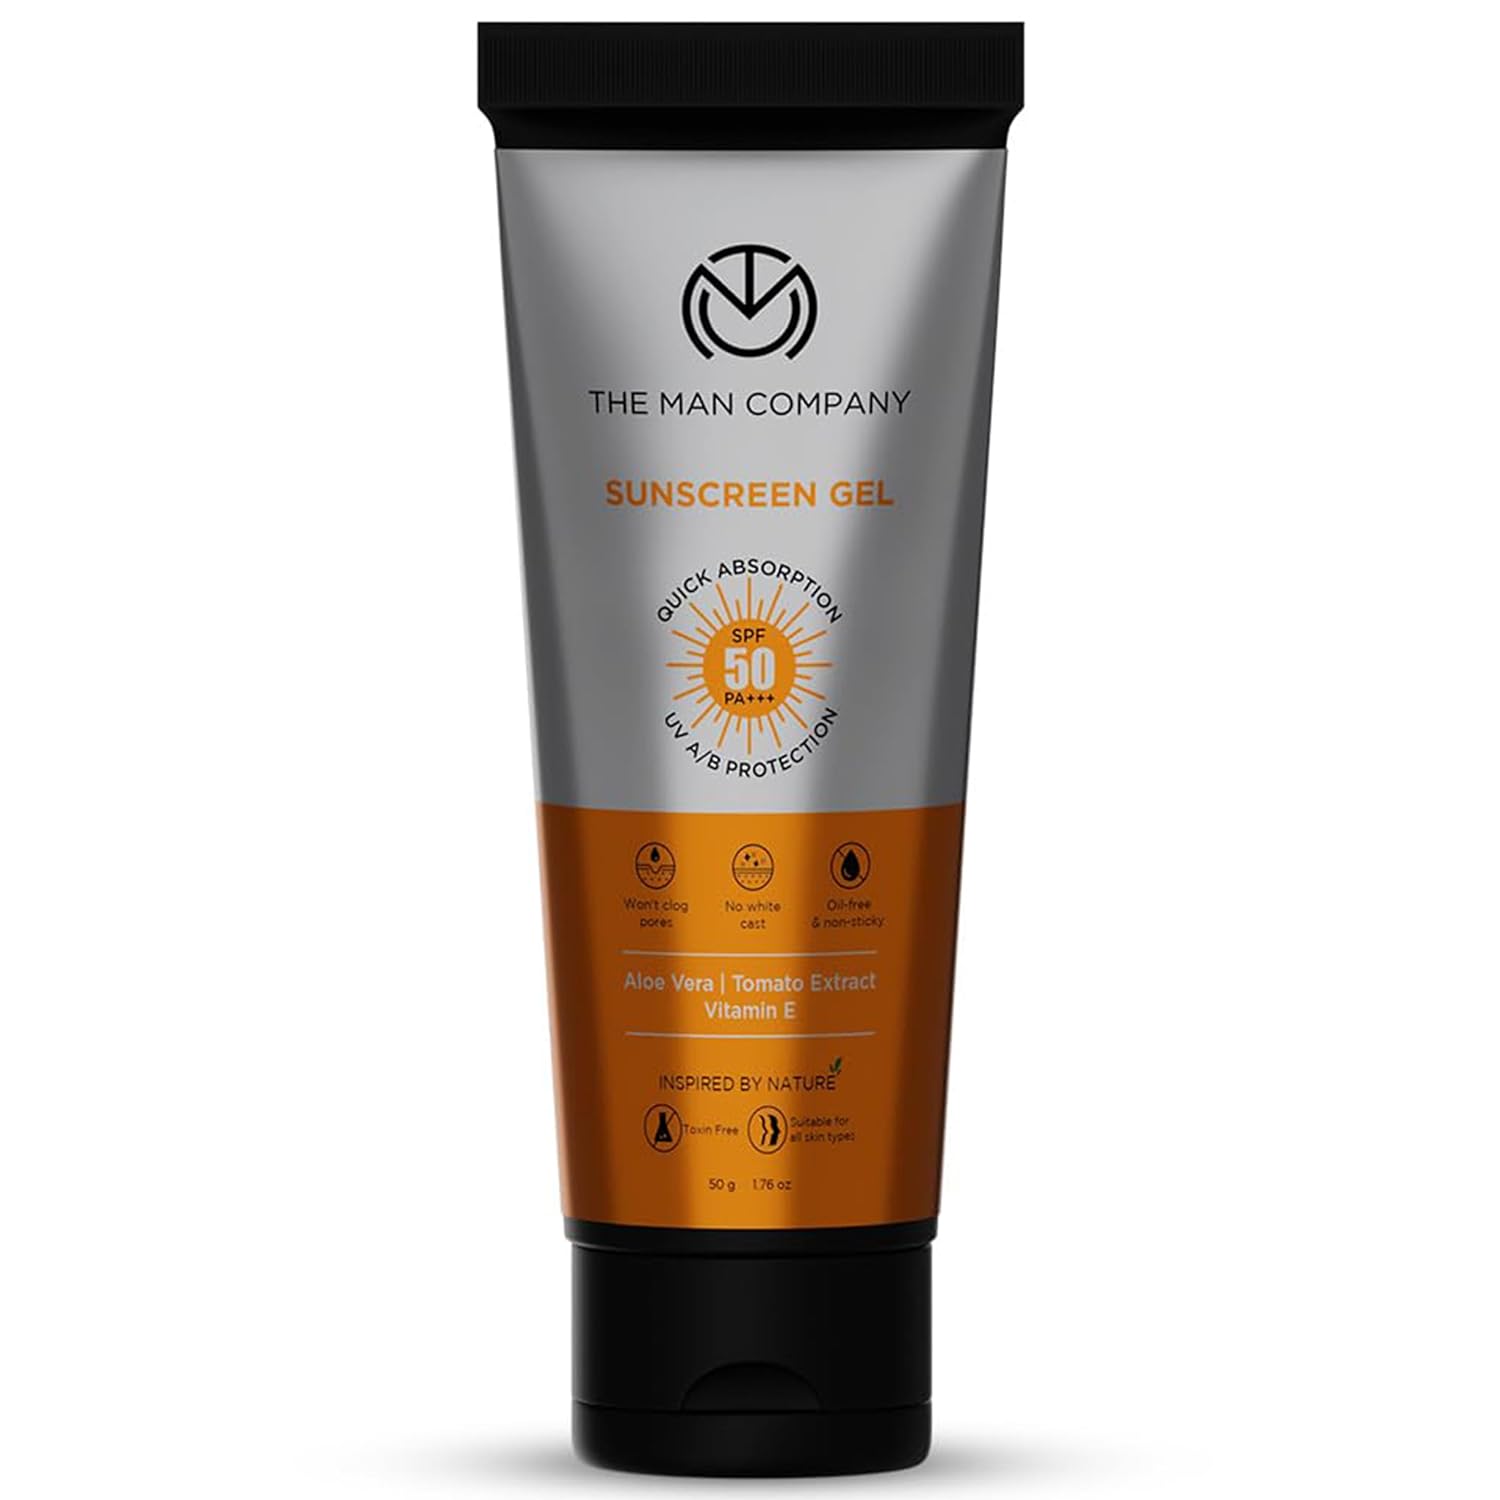 THE MAN COMPANY
SUNSCREEN GEL
QUICK ABSORPTION
SPF
50
PA+++
UV A/B PROTECTION
Won't clog
pores
No white
cast
Oil-free
& non-sticky
Aloe Vera | Tomato Extract
Vitamin E
INSPIRED BY NATURE
Toxin Free
Suitable for
all skin types
50 g 1.76 oz